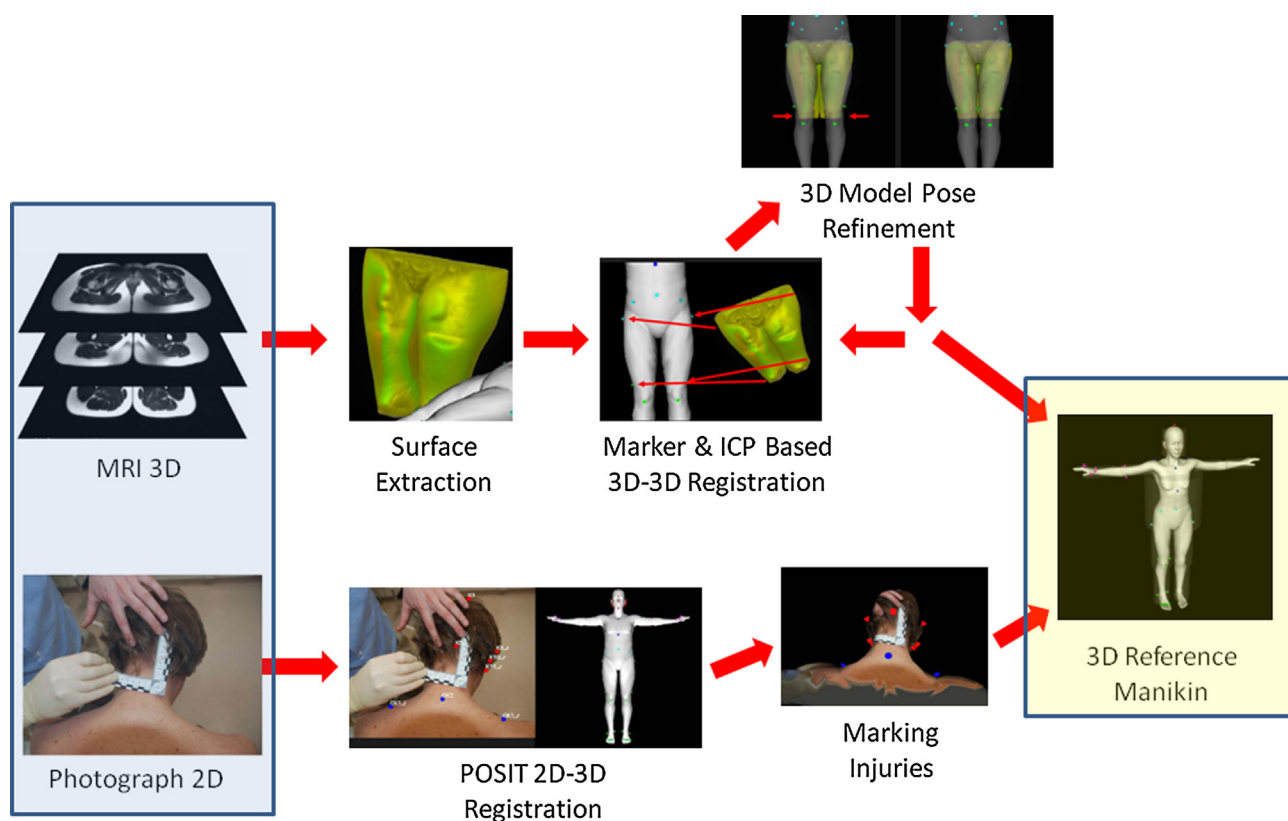 3D Model Pose
Refinement
MRI 3D
Surface
Extraction
Marker & ICP Based
3D-3D Registration
3D Reference
Manikin
Photograph 2D
POSIT 2D-3D
Registration
Marking
Injuries